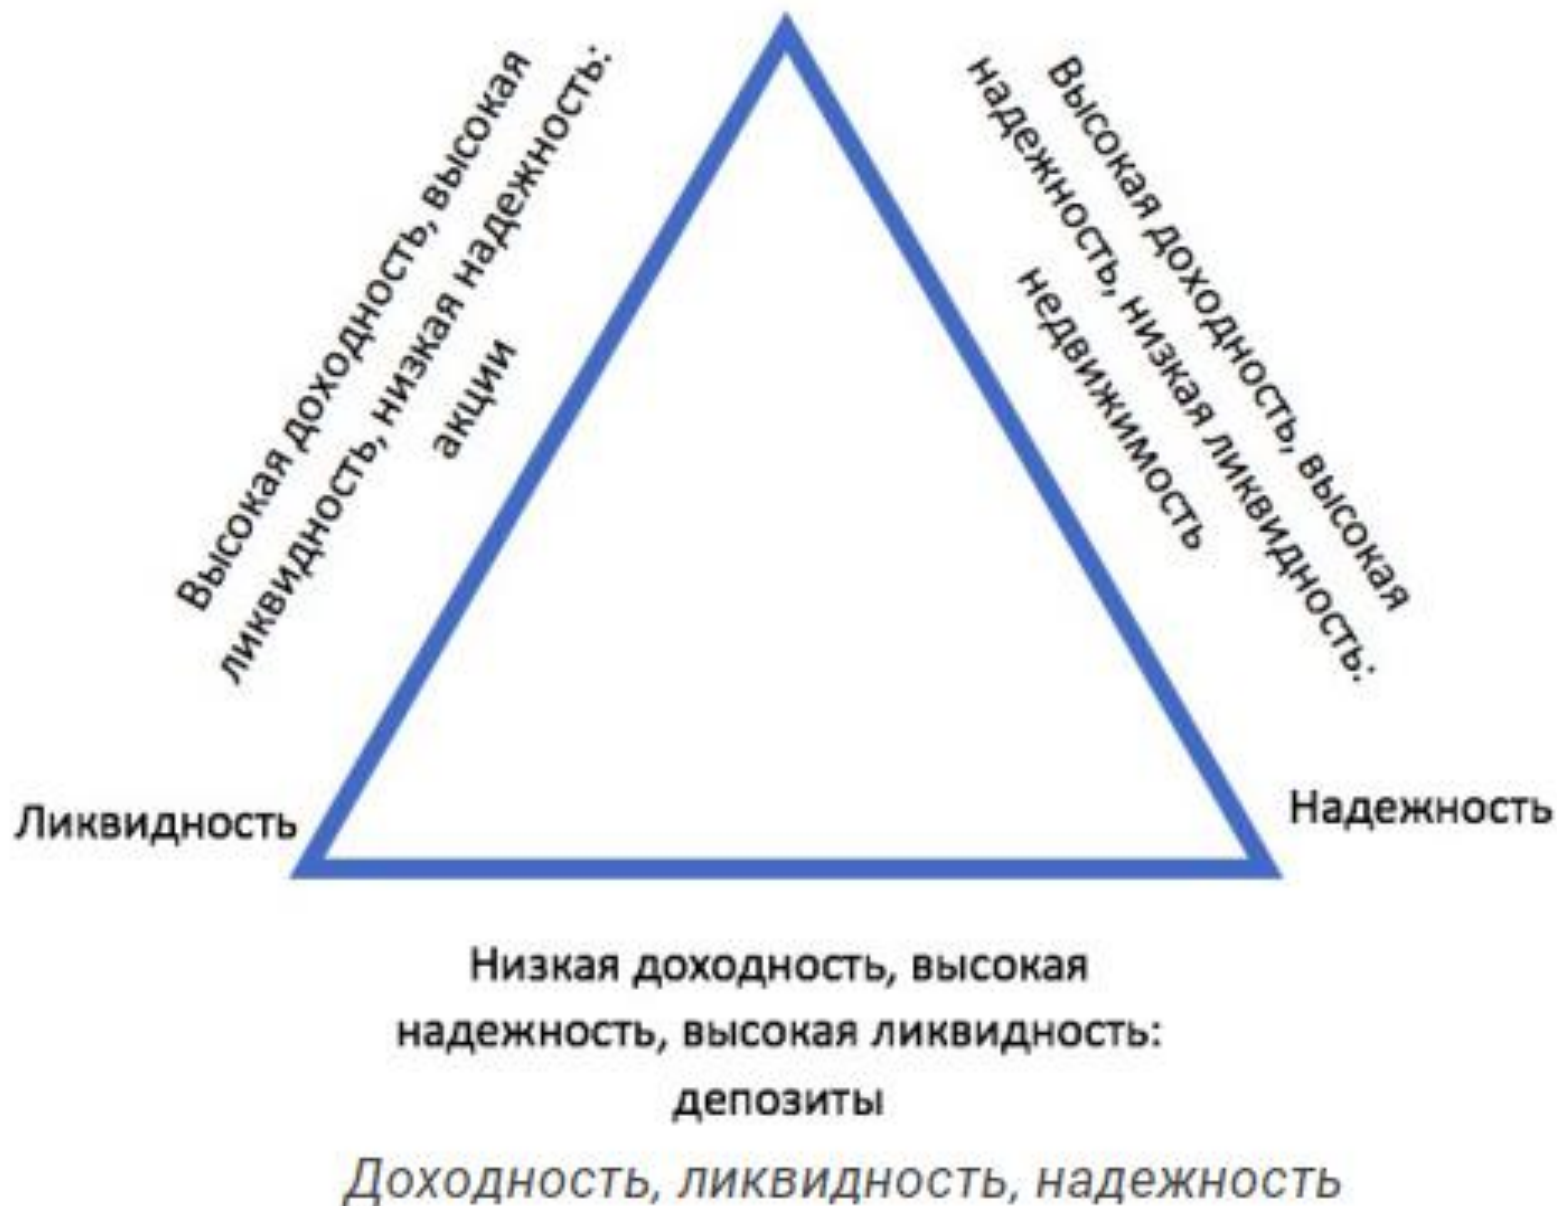 Высокая доходность, высокая
ликвидность, низкая надежность:
акции
Высокая доходность, высокая
надежность, низкая ликвидность:
недвижимость
Ликвидность
Надежность
Низкая доходность, высокая
надежность, высокая ликвидность:
депозиты
Доходность, ликвидность, надежность